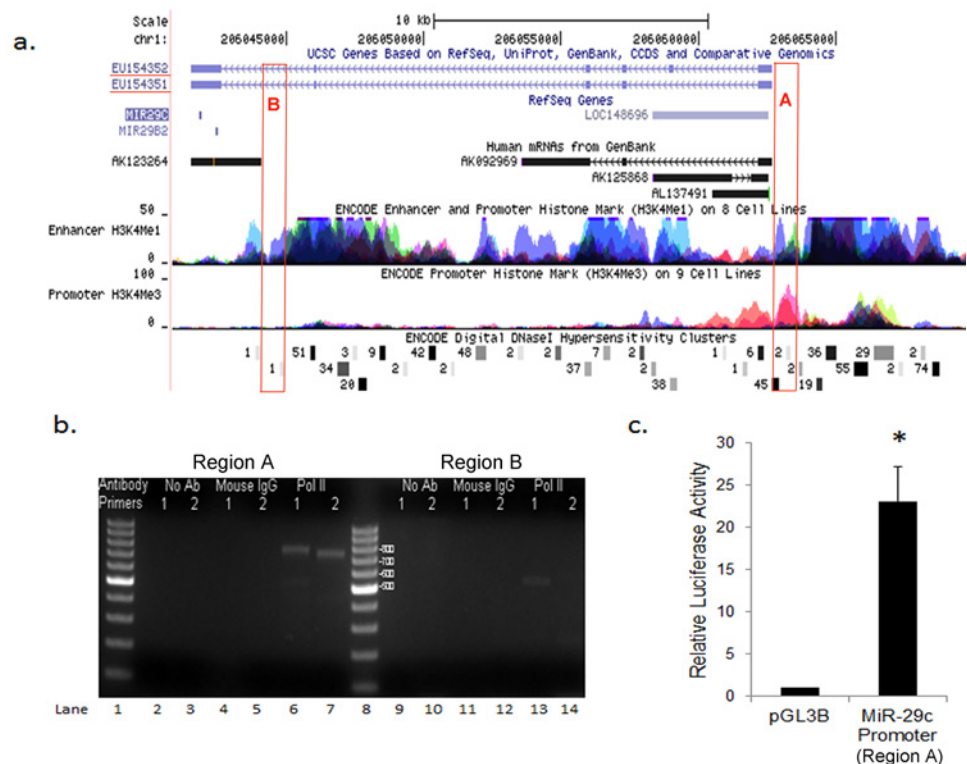 a.
Scale 10 kb
chr1: 206045000 206050000 206055000 206060000 206065000
UCSC Genes Based on RefSeq, UniProt, GenBank, CCDS and Comparative Genomics
EU154352
EU154351
B A
RefSeq Genes
MIR29C LOC148696
MIR29B2
Human mRNAs from GenBank
AK123264 AK092969
AK125868
AL137491
ENCODE Enhancer and Promoter Histone Mark (H3K4Me1) on 8 Cell Lines
50
Enhancer H3K4Me1
0
ENCODE Promoter Histone Mark (H3K4Me3) on 9 Cell Lines
100
Promoter H3K4Me3
0
ENCODE Digital DNaseI Hypersensitivity Clusters
1 51 3 9 42 48 2 2 7 2 1 6 2 36 29
1 34 2 2 37 2 1 2 55 2 74
20 38 45 19
b.
Region A Region B
Antibody No Ab Mouse IgG Pol II No Ab Mouse IgG Pol II
Primers 1 2 1 2 1 2 1 2 1 2 1 2
-800
-700
-600
-500
Lane 1 2 3 4 5 6 7 8 9 10 11 12 13 14
c.
Relative Luciferase Activity
30
25
20
15
10
5
0
*
pGL3B
MiR-29c
Promoter
(Region A)